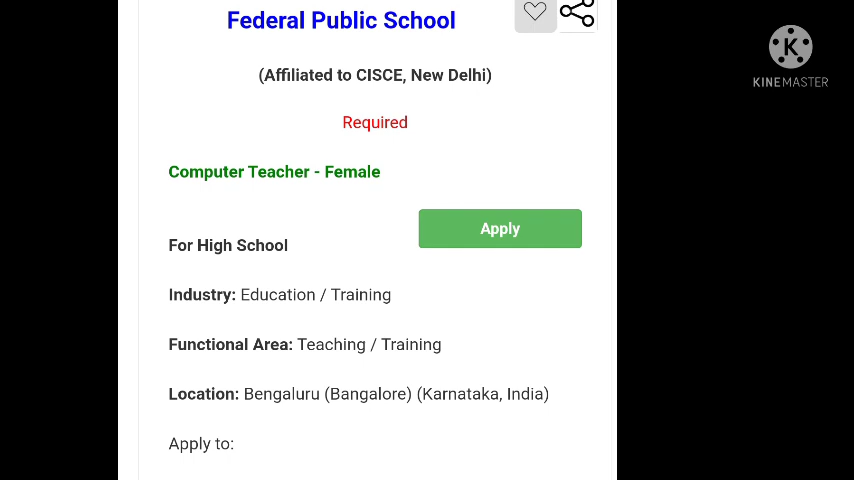 Federal Public School
K
KINEMASTER
(Affiliated to CISCE, New Delhi)
Required
Computer Teacher - Female
Apply
For High School
Industry: Education / Training
Functional Area: Teaching / Training
Location: Bengaluru (Bangalore) (Karnataka, India)
Apply to: